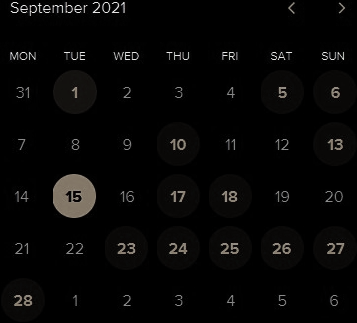 September 2021
MON TUE WED THU FRI SAT SUN
31 1 2 3 4 5 6
7 8 9 10 11 12 13
14 15 16 17 18 19 20
21 22 23 24 25 26 27
28 1 2 3 4 5 6